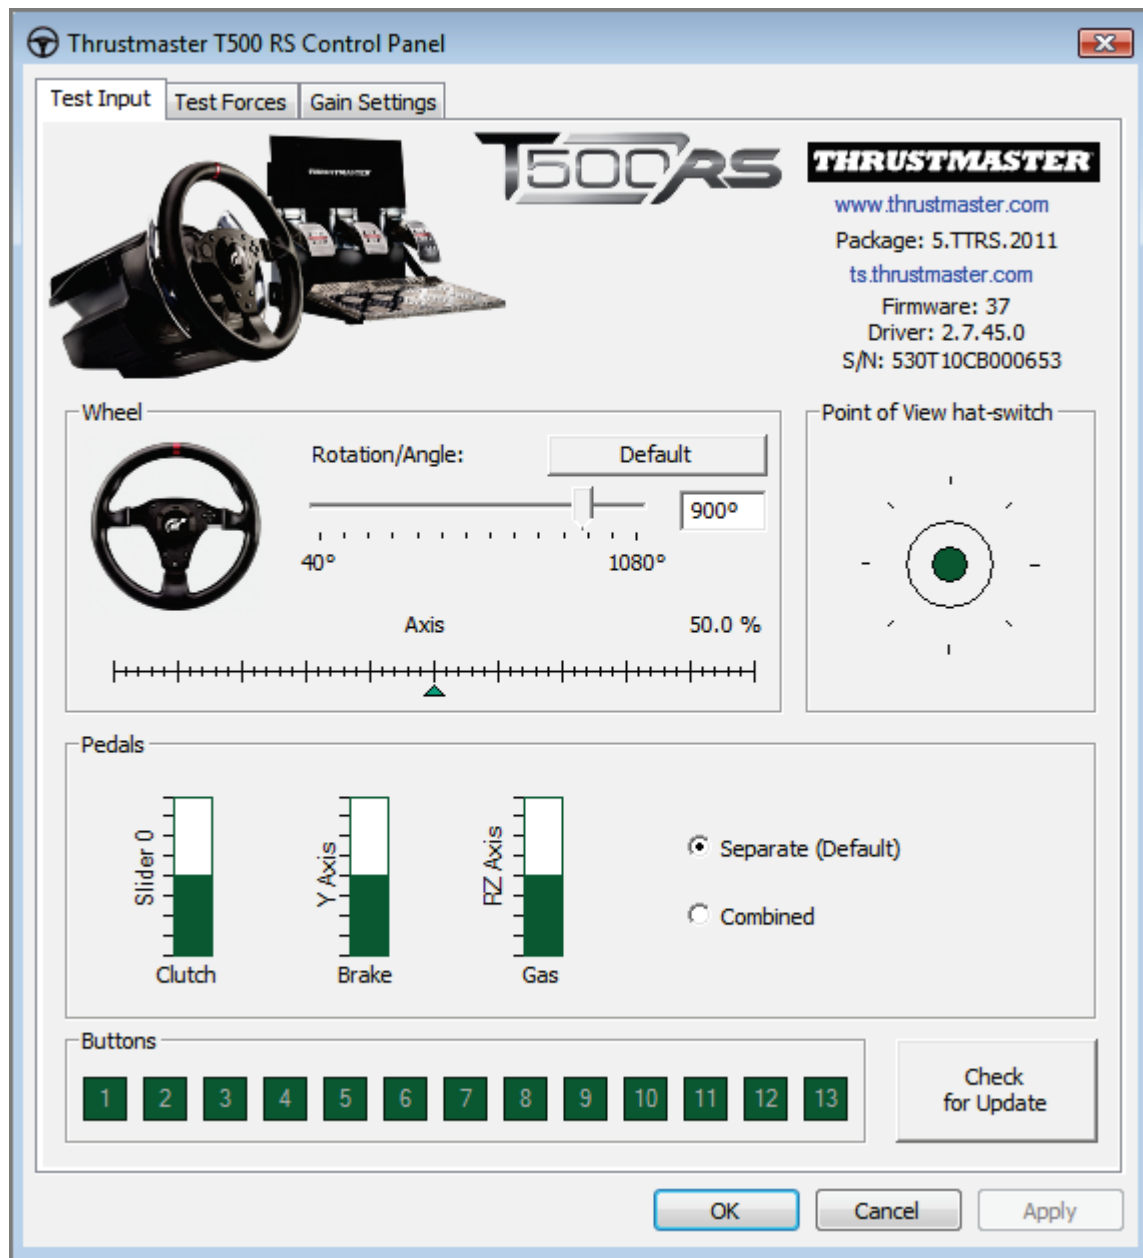 Thrustmaster T500 RS Control Panel
Test Input
Test Forces
Gain Settings
THRUSTMASTER
T500RS
THRUSTMASTER
www.thrustmaster.com
Package: 5.TTRS.2011
ts.thrustmaster.com
Firmware: 37
Driver: 2.7.45.0
S/N: 530T10CB000653
Wheel
Rotation/Angle:
Default
900°
40°
1080°
Axis
50.0 %
Point of View hat-switch
Pedals
Slider 0
Clutch
Y Axis
Brake
RZ Axis
Gas
Separate (Default)
Combined
Buttons
1 2 3 4 5 6 7 8 9 10 11 12 13
Check
for Update
OK
Cancel
Apply